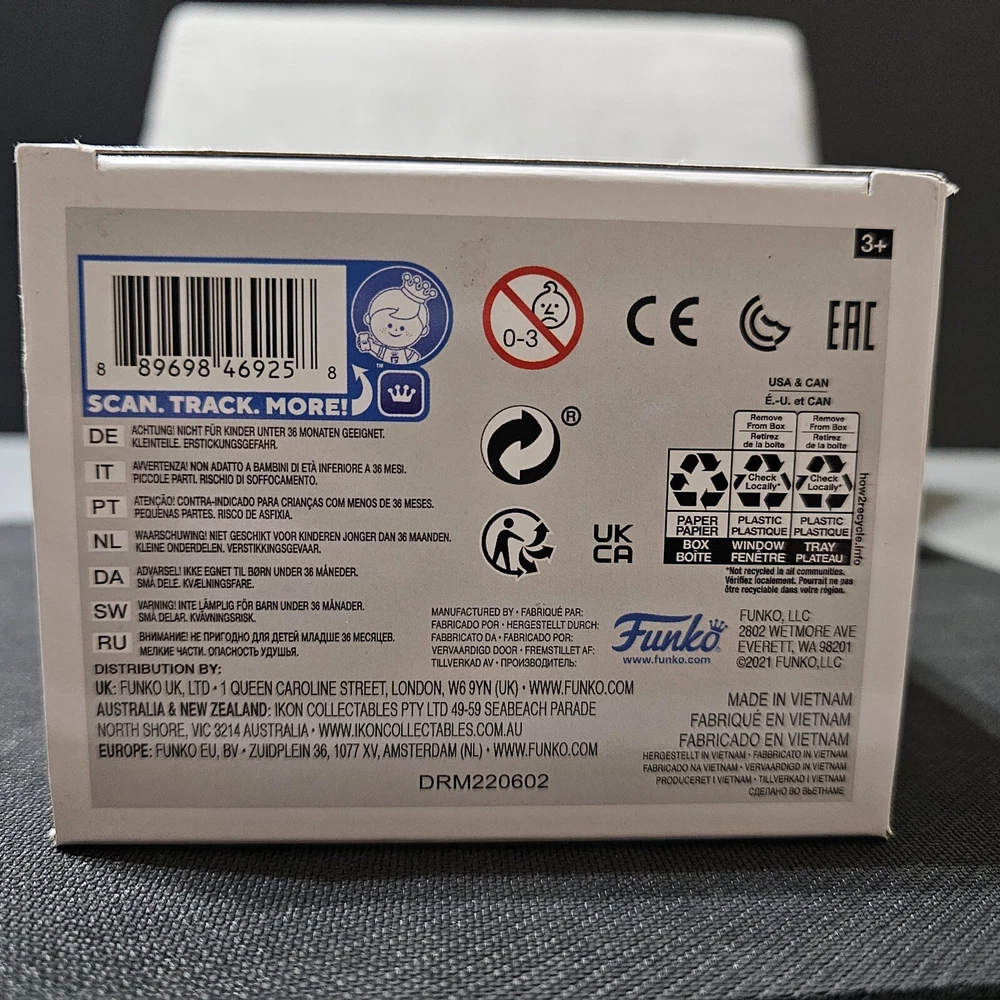 3+
8 89698 46925 8
SCAN. TRACK. MORE!
™
0-3
CE
EAC
®
UK
CA
USA & CAN
É.-U. et CAN
Remove
From Box
Retirez
de la boîte
Remove
From Box
Retirez
de la boîte
Check
Locally*
Check
Locally*
PAPER
PAPIER
PLASTIC
PLASTIQUE
PLASTIC
PLASTIQUE
BOX
BOÎTE
WINDOW
FENÊTRE
TRAY
PLATEAU
how2recycle.info
*Not recycled in all communities.
Vérifiez localement. Pourrait ne pas
être recyclable dans votre région.
DE ACHTUNG! NICHT FÜR KINDER UNTER 36 MONATEN GEEIGNET.
KLEINTEILE. ERSTICKUNGSGEFAHR.
IT AVVERTENZA! NON ADATTO A BAMBINI DI ETÀ INFERIORE A 36 MESI.
PICCOLE PARTI. RISCHIO DI SOFFOCAMENTO.
PT ATENÇÃO! CONTRA-INDICADO PARA CRIANÇAS COM MENOS DE 36 MESES.
PEQUENAS PARTES. RISCO DE ASFIXIA.
NL WAARSCHUWING! NIET GESCHIKT VOOR KINDEREN JONGER DAN 36 MAANDEN.
KLEINE ONDERDELEN. VERSTIKKINGSGEVAAR.
DA ADVARSEL! IKKE EGNET TIL BØRN UNDER 36 MÅNEDER.
SMÅ DELE. KVÆLNINGSFARE.
SW VARNING! INTE LÄMPLIG FÖR BARN UNDER 36 MÅNADER.
SMÅ DELAR. KVÄVNINGSRISK.
RU ВНИМАНИЕ! НЕ ПРИГОДНО ДЛЯ ДЕТЕЙ МЛАДШЕ 36 МЕСЯЦЕВ.
МЕЛКИЕ ЧАСТИ. ОПАСНОСТЬ УДУШЬЯ.
MANUFACTURED BY • FABRIQUÉ PAR:
FABRICADO POR • HERGESTELLT DURCH:
FABBRICATO DA • FABRICADO POR:
VERVAARDIGD DOOR • FREMSTILLET AF:
TILLVERKAD AV • ПРОИЗВОДИТЕЛЬ:
Funko
www.funko.com
FUNKO, LLC
2802 WETMORE AVE
EVERETT, WA 98201
©2021 FUNKO,LLC
DISTRIBUTION BY:
UK: FUNKO UK, LTD • 1 QUEEN CAROLINE STREET, LONDON, W6 9YN (UK) • WWW.FUNKO.COM
AUSTRALIA & NEW ZEALAND: IKON COLLECTABLES PTY LTD 49-59 SEABEACH PARADE
NORTH SHORE, VIC 3214 AUSTRALIA • WWW.IKONCOLLECTABLES.COM.AU
EUROPE: FUNKO EU, BV • ZUIDPLEIN 36, 1077 XV, AMSTERDAM (NL) • WWW.FUNKO.COM
DRM220602
MADE IN VIETNAM
FABRIQUÉ EN VIETNAM
FABRICADO EN VIETNAM
HERGESTELLT IN VIETNAM • FABBRICATO IN VIETNAM
FABRICADO NA VIETNAM • VERVAARDIGD IN VIETNAM
PRODUCERET I VIETNAM • TILLVERKAD I VIETNAM
СДЕЛАНО ВО ВЬЕТНАМЕ